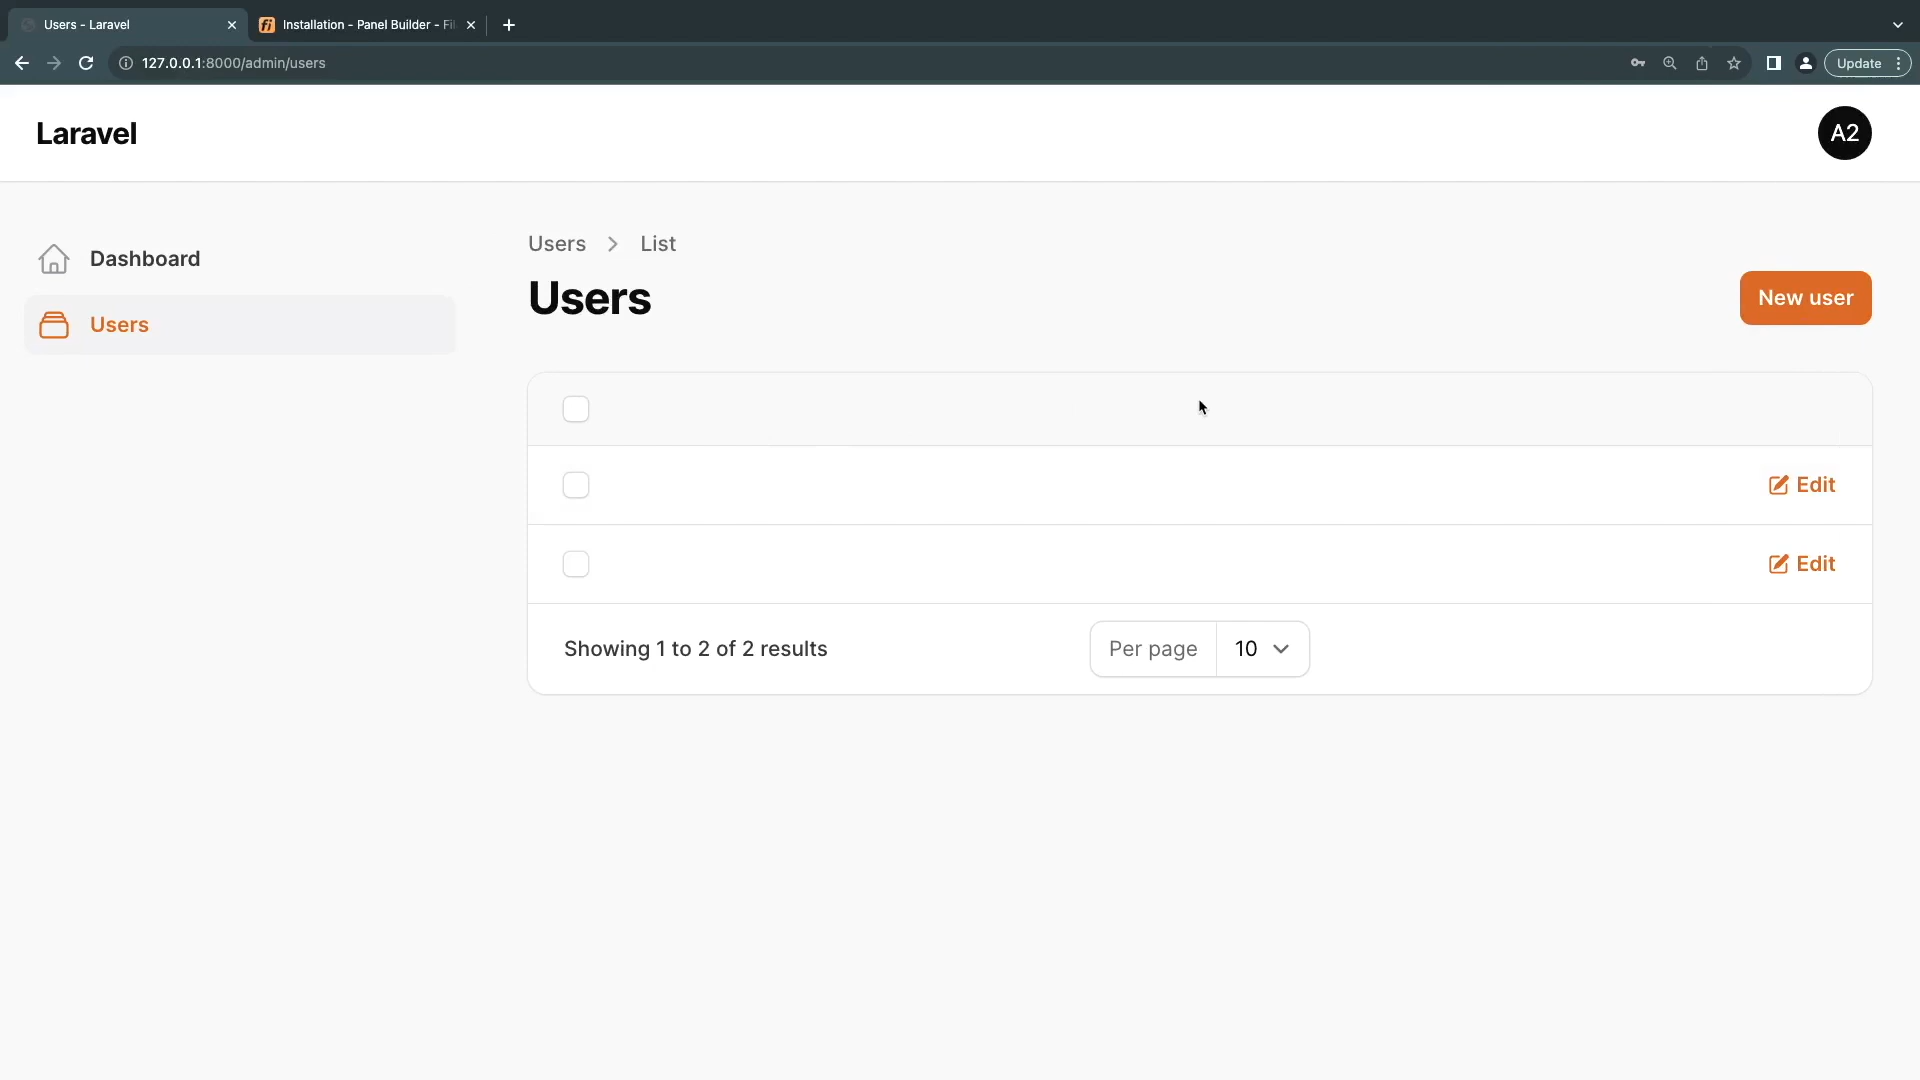 Users - Laravel
Installation - Panel Builder - Fil
127.0.0.1:8000/admin/users
Update
Laravel
A2
Dashboard
Users
Users > List
Users
New user
Edit
Edit
Showing 1 to 2 of 2 results
Per page 10